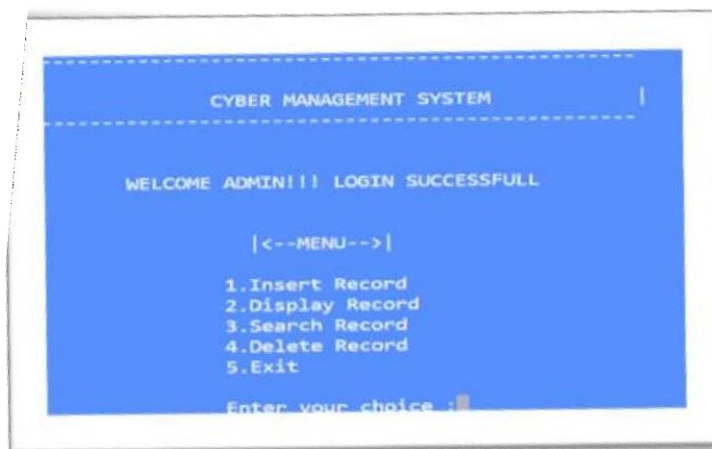 ------------------------------------------------------------
CYBER MANAGEMENT SYSTEM |
------------------------------------------------------------
WELCOME ADMIN!!! LOGIN SUCCESSFULL
|<--MENU-->|
1.Insert Record
2.Display Record
3.Search Record
4.Delete Record
5.Exit
Enter your choice :